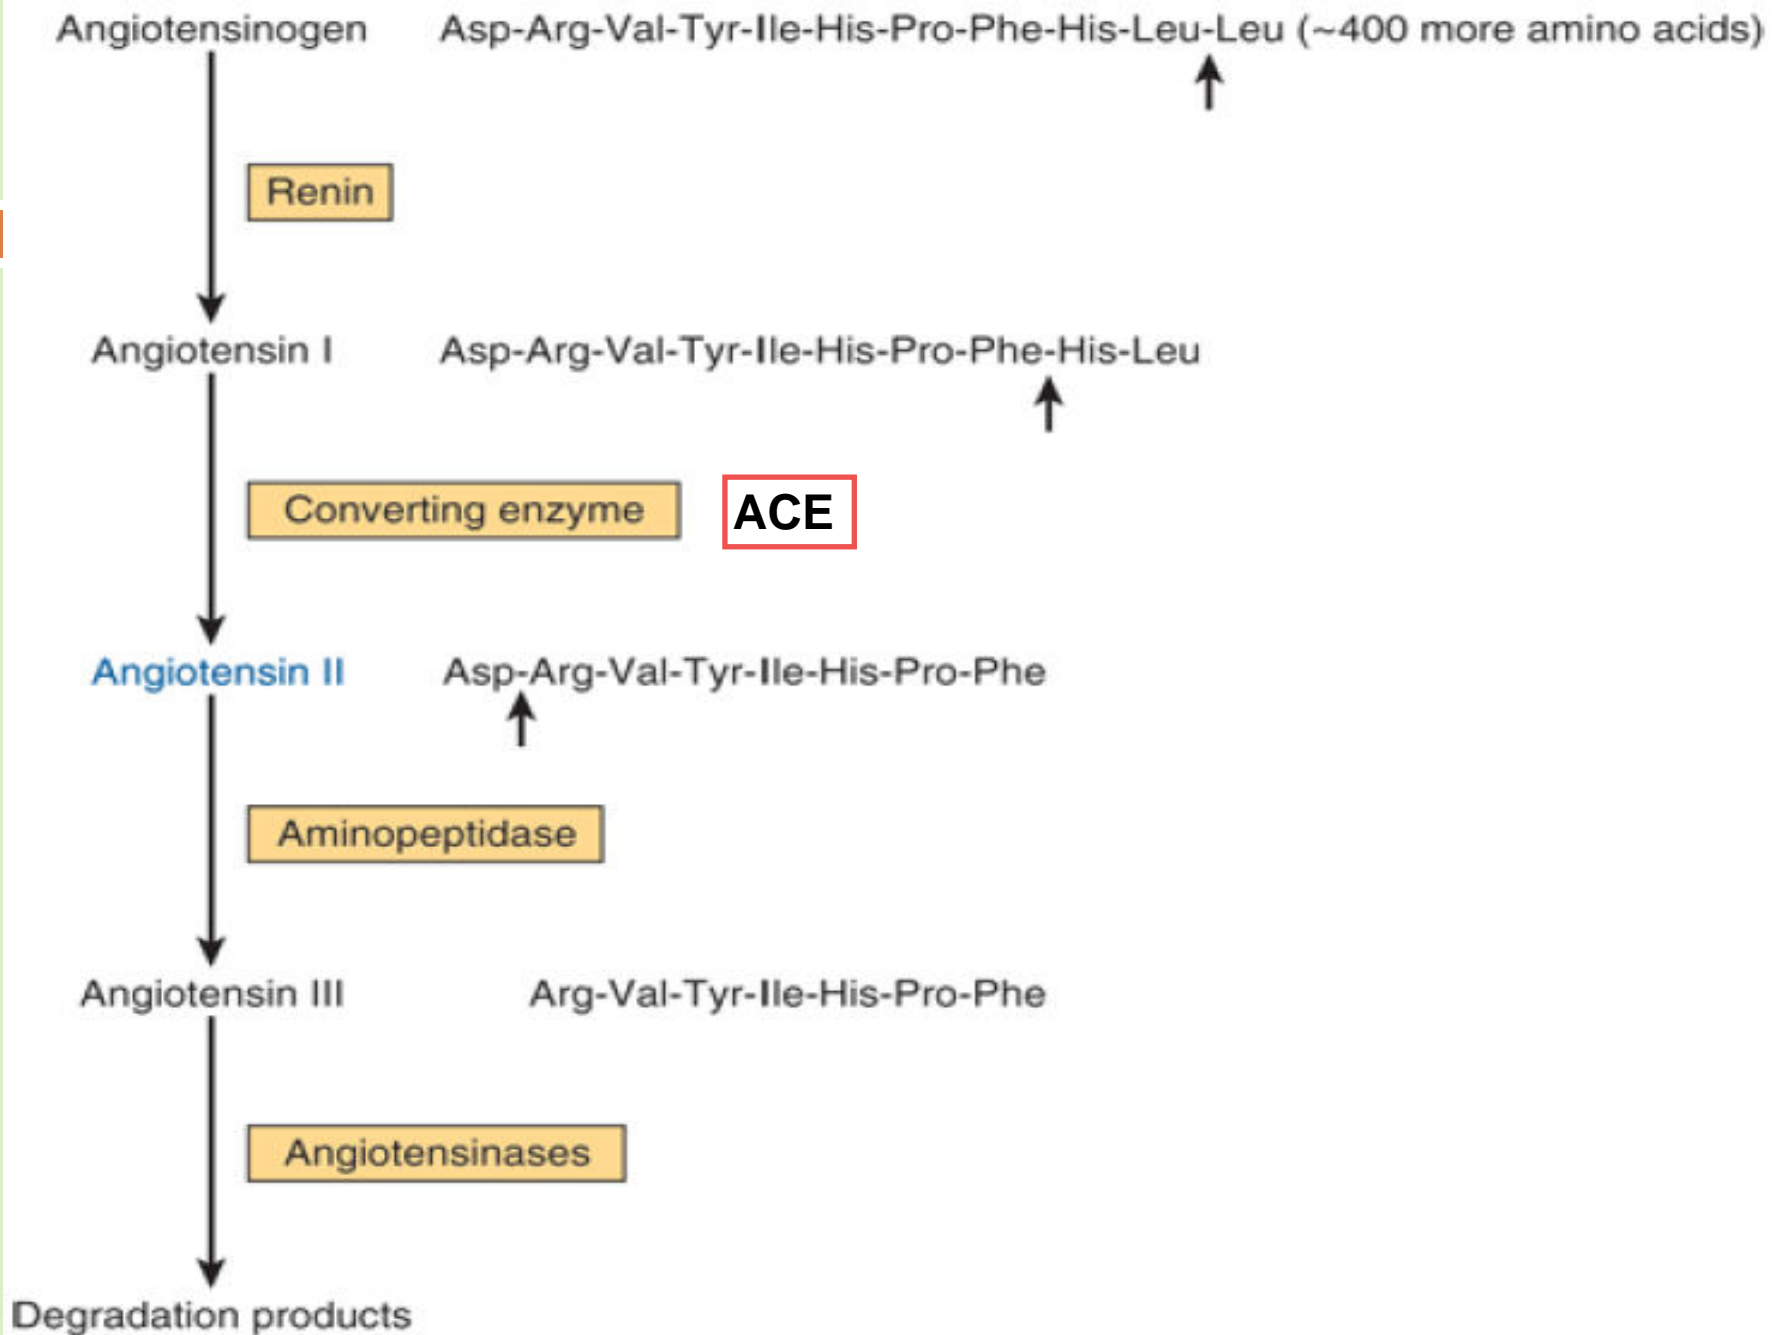 Angiotensinogen Asp-Arg-Val-Tyr-Ile-His-Pro-Phe-His-Leu-Leu (~400 more amino acids)
Renin
Angiotensin I Asp-Arg-Val-Tyr-Ile-His-Pro-Phe-His-Leu
Converting enzyme ACE
Angiotensin II Asp-Arg-Val-Tyr-Ile-His-Pro-Phe
Aminopeptidase
Angiotensin III Arg-Val-Tyr-Ile-His-Pro-Phe
Angiotensinases
Degradation products